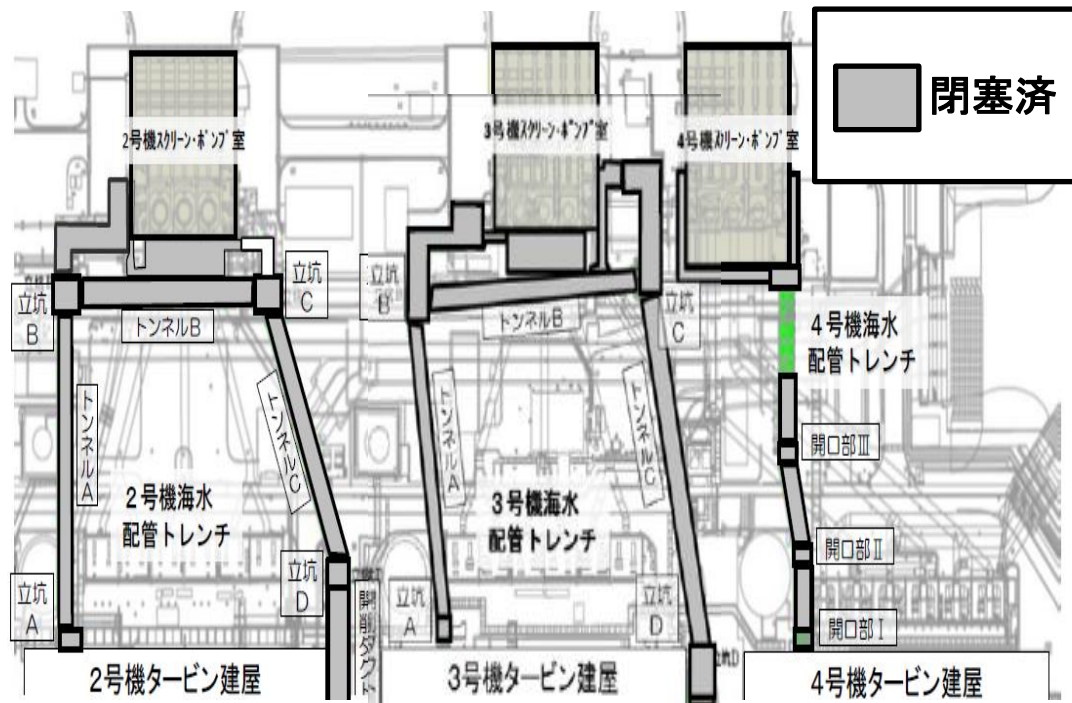 閉塞済
2号機スクリーン・ポンプ室
3号機スクリーン・ポンプ室
4号機スクリーン・ポンプ室
立坑
B
トンネルB
立坑
C
トンネルA
トンネルC
2号機海水
配管トレンチ
立坑
A
立坑
D
開削ダクト
2号機タービン建屋
立坑
B
トンネルB
立坑
C
トンネルA
トンネルC
3号機海水
配管トレンチ
立坑
A
立坑
D
立坑D
3号機タービン建屋
4号機海水
配管トレンチ
開口部Ⅲ
開口部Ⅱ
開口部Ⅰ
4号機タービン建屋